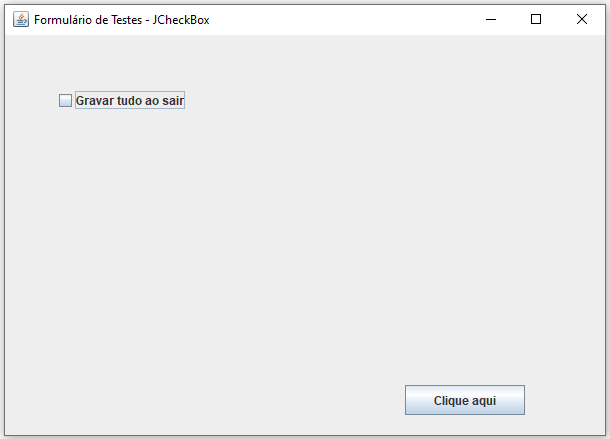 Formulário de Testes - JCheckBox
Gravar tudo ao sair
Clique aqui